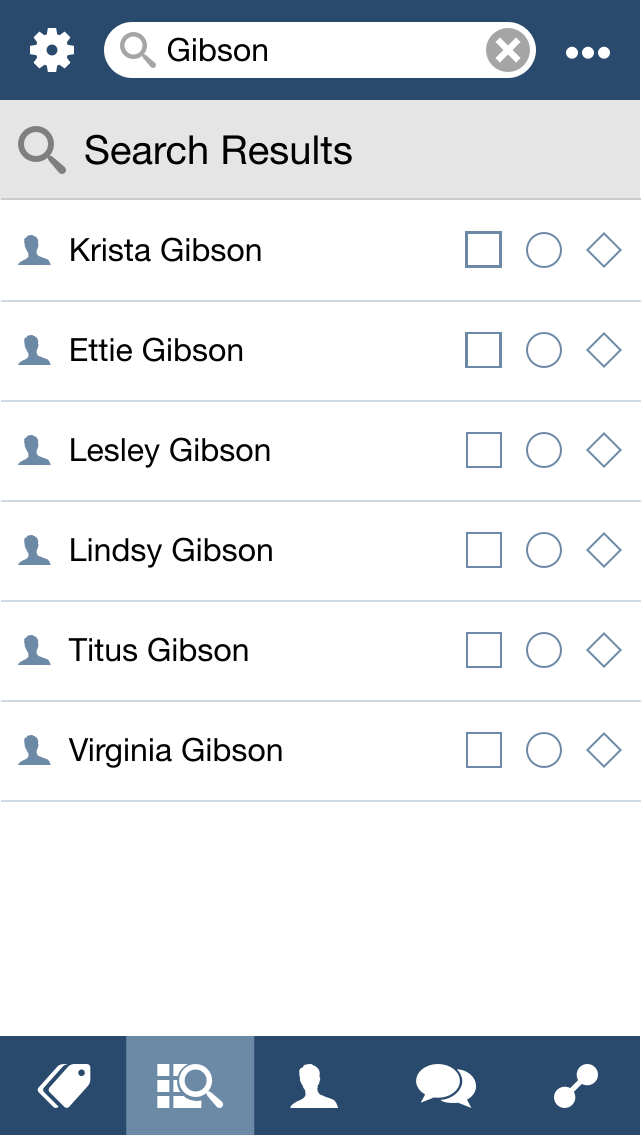 Gibson
Search Results
Krista Gibson
Ettie Gibson
Lesley Gibson
Lindsy Gibson
Titus Gibson
Virginia Gibson